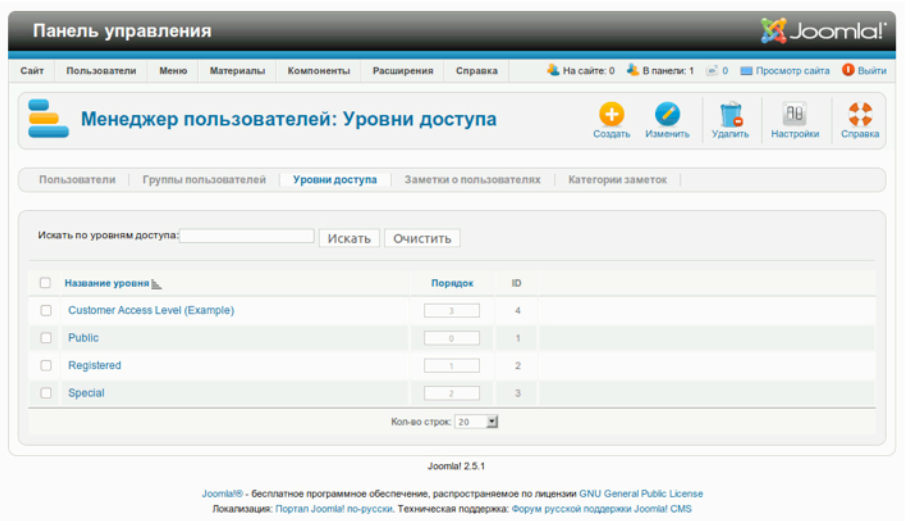 Панель управления
Joomla!
Сайт Пользователи Меню Материалы Компоненты Расширения Справка На сайте: 0 В панели: 1 0 Просмотр сайта Выйти
Менеджер пользователей: Уровни доступа
Создать Изменить Удалить Настройки Справка
Пользователи Группы пользователей Уровни доступа Заметки о пользователях Категории заметок
Искать по уровням доступа: Искать Очистить
Название уровня Порядок ID
Customer Access Level (Example) 3 4
Public 0 1
Registered 1 2
Special 2 3
Кол-во строк: 20
Joomla! 2.5.1
Joomla!® - бесплатное программное обеспечение, распространяемое по лицензии GNU General Public License
Локализация: Портал Joomla! по-русски. Техническая поддержка: Форум русской поддержки Joomla! CMS